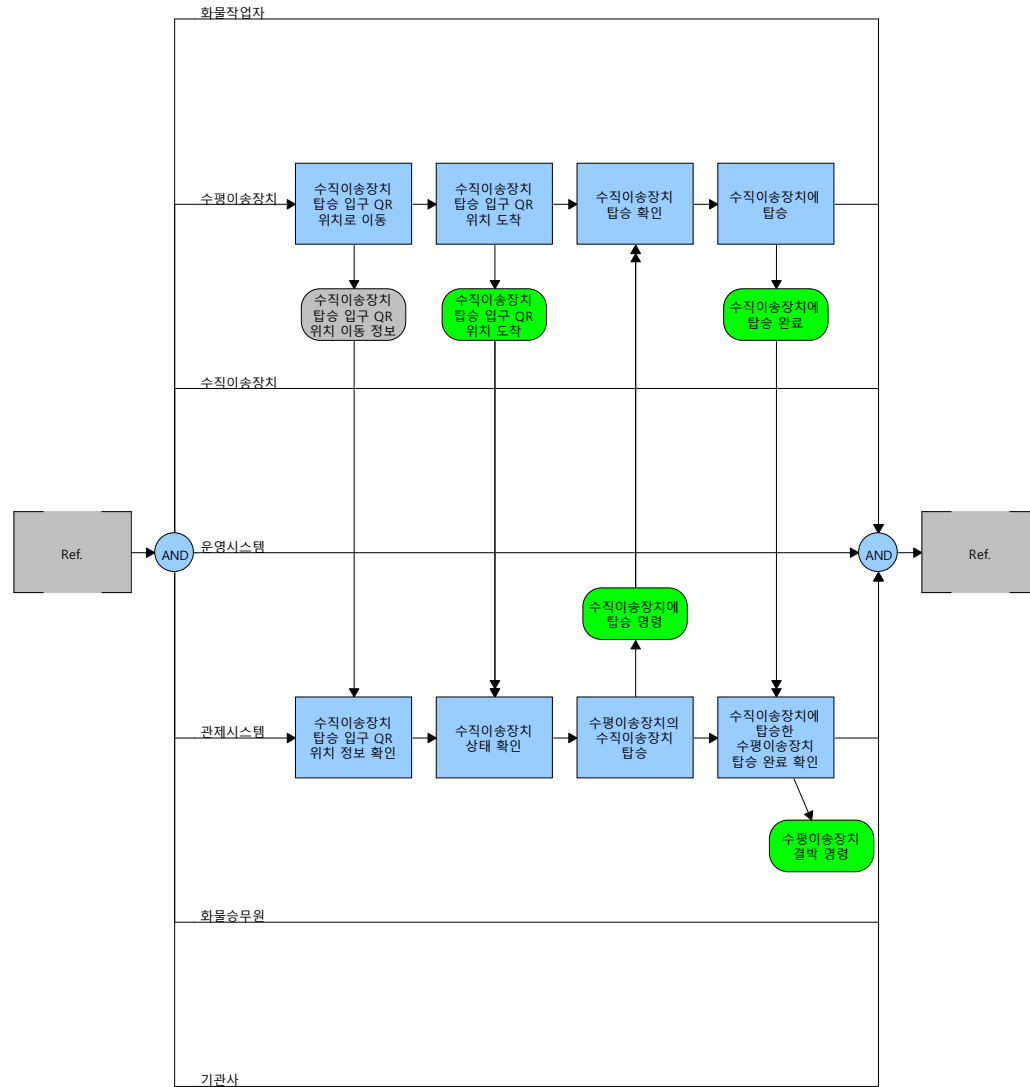 화물작업자
수평이송장치
수직이송장치
탑승 입구 QR
위치로 이동
수직이송장치
탑승 입구 QR
위치 도착
수직이송장치
탑승 확인
수직이송장치에
탑승
수직이송장치
탑승 입구 QR
위치 이동 정보
수직이송장치
탑승 입구 QR
위치 도착
수직이송장치에
탑승 완료
수직이송장치
Ref.
AND
운영시스템
AND
Ref.
수직이송장치에
탑승 명령
관제시스템
수직이송장치
탑승 입구 QR
위치 정보 확인
수직이송장치
상태 확인
수평이송장치의
수직이송장치
탑승
수직이송장치에
탑승한
수평이송장치
탑승 완료 확인
수평이송장치
결박 명령
화물승무원
기관사